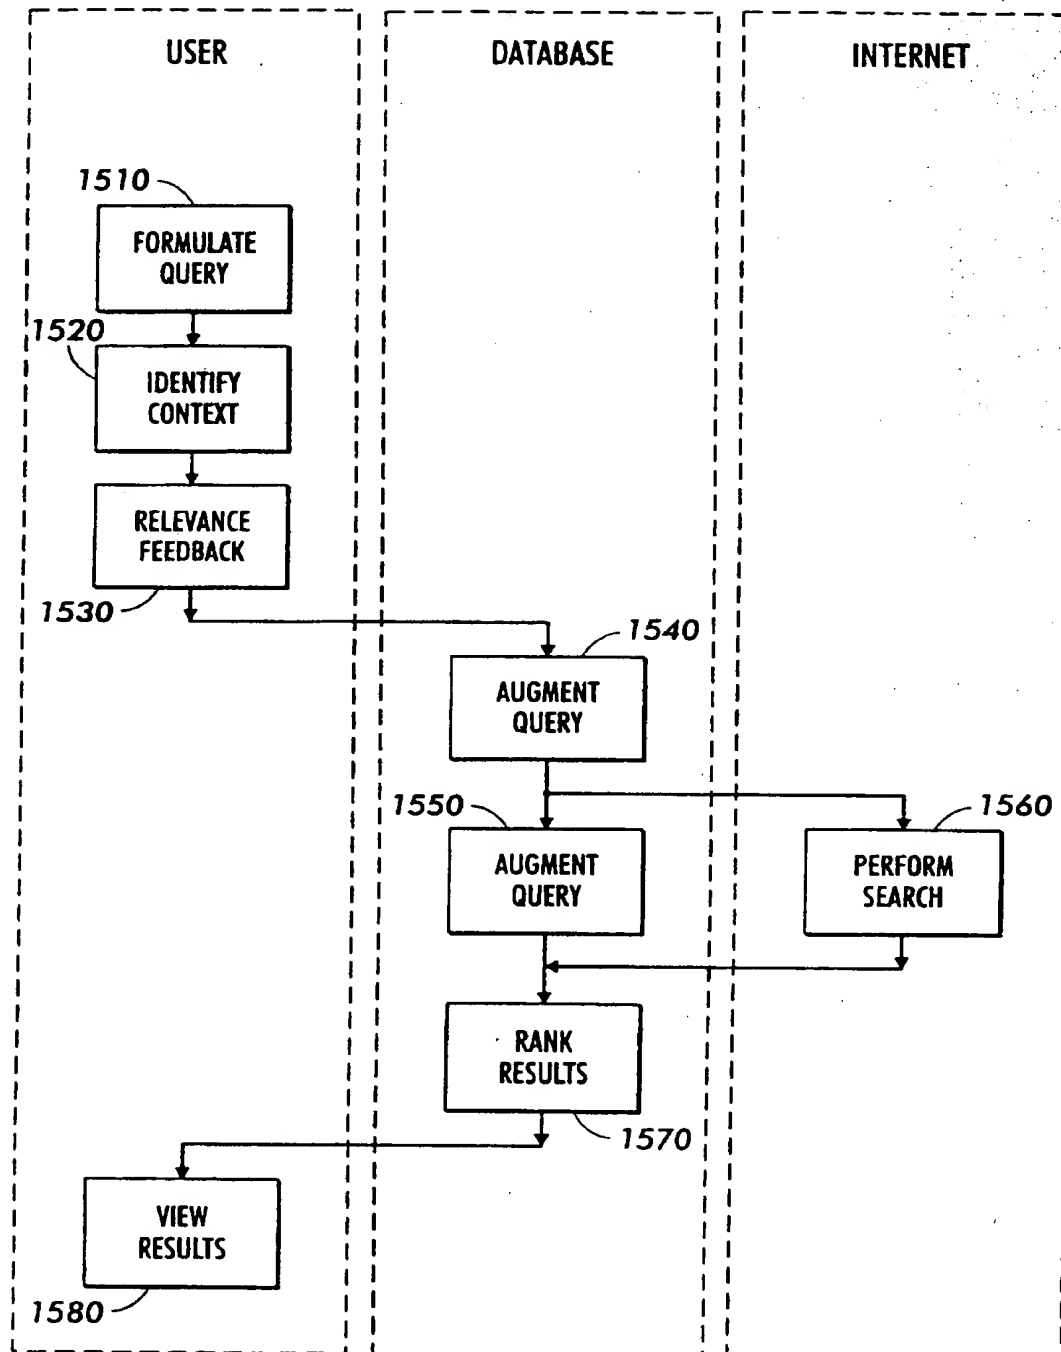 USER
DATABASE
INTERNET
1510
FORMULATE
QUERY
1520
IDENTIFY
CONTEXT
RELEVANCE
FEEDBACK
1530
1540
AUGMENT
QUERY
1550
AUGMENT
QUERY
1560
PERFORM
SEARCH
RANK
RESULTS
1570
VIEW
RESULTS
1580